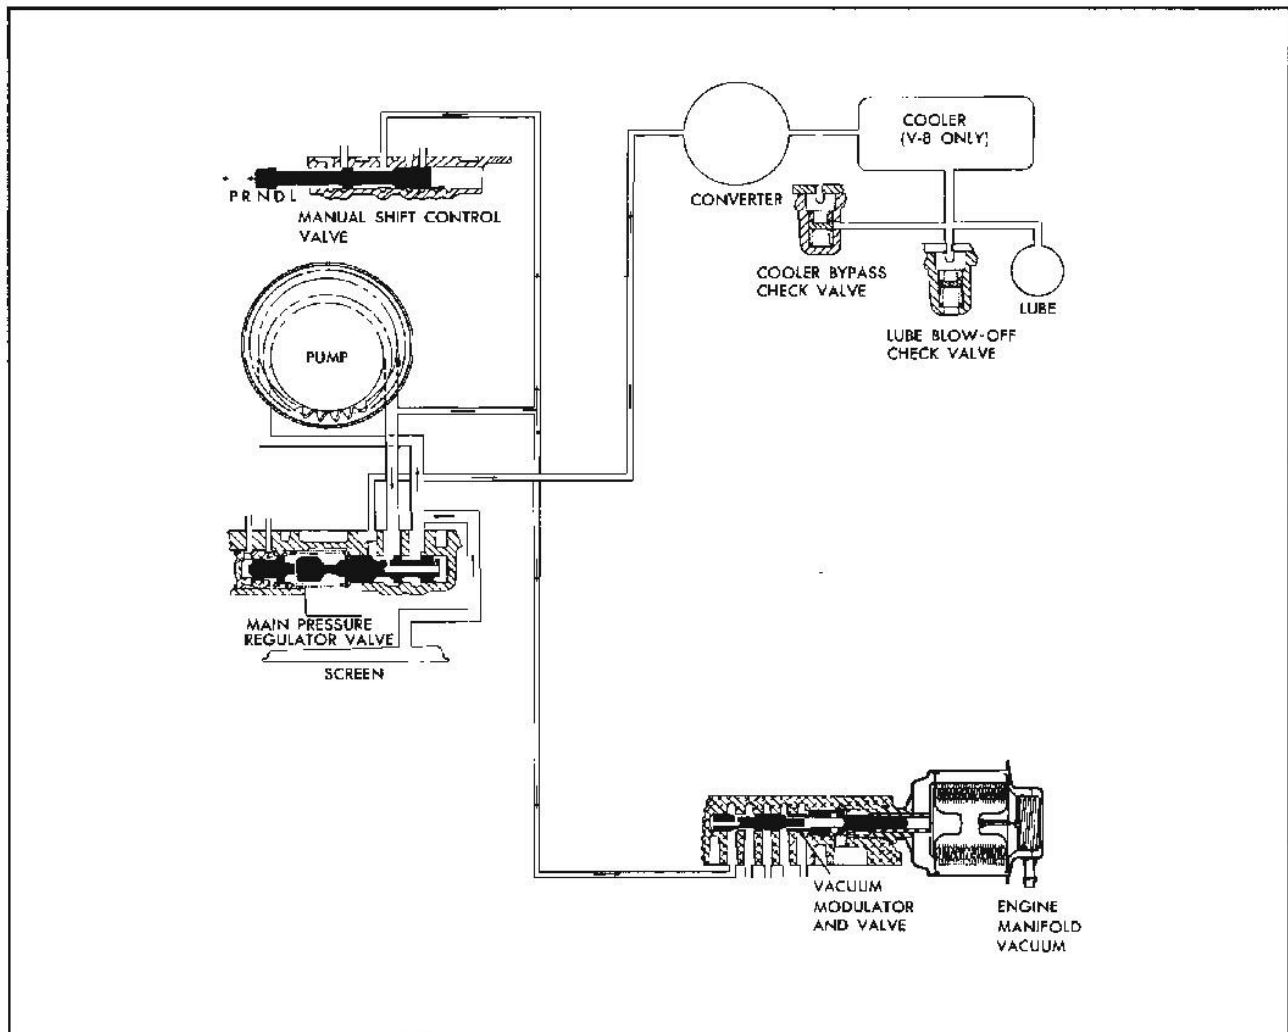 COOLER
(V-8 ONLY)
P R N D L
MANUAL SHIFT CONTROL
VALVE
CONVERTER
COOLER BYPASS
CHECK VALVE
LUBE
LUBE BLOW-OFF
CHECK VALVE
PUMP
MAIN PRESSURE
REGULATOR VALVE
SCREEN
VACUUM
MODULATOR
AND VALVE
ENGINE
MANIFOLD
VACUUM